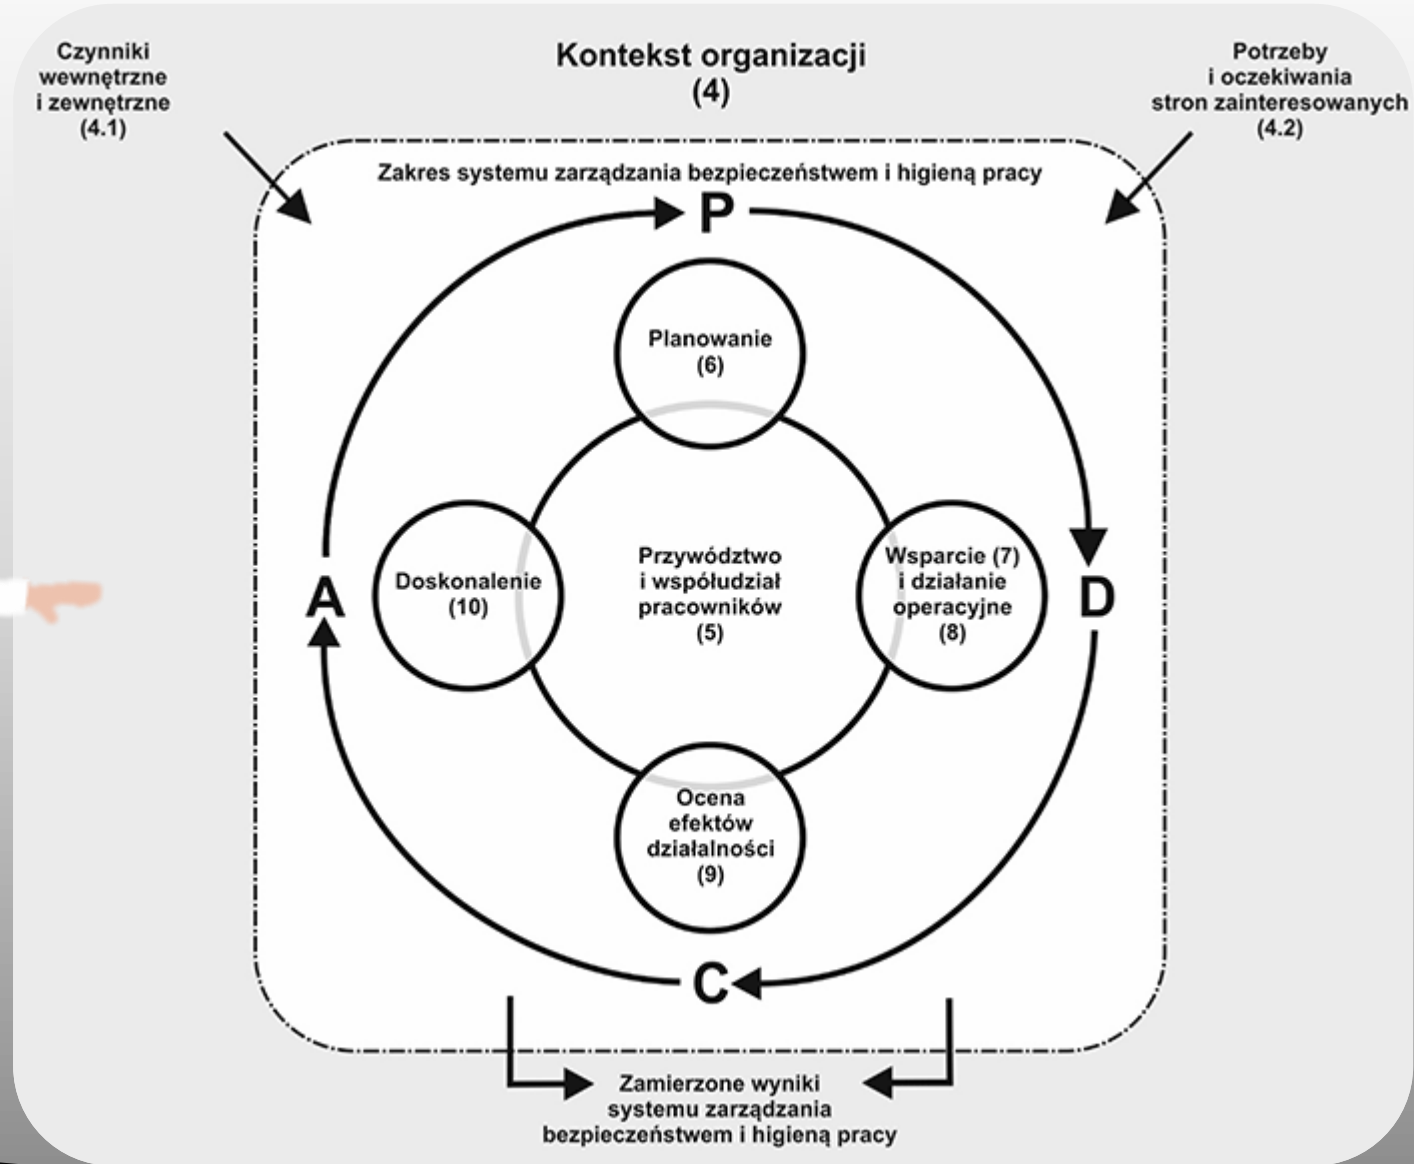 Czynniki
wewnętrzne
i zewnętrzne
(4.1)
Kontekst organizacji
(4)
Potrzeby
i oczekiwania
stron zainteresowanych
(4.2)
Zakres systemu zarządzania bezpieczeństwem i higieną pracy
P
Planowanie
(6)
A
Doskonalenie
(10)
Przywództwo
i współudział
pracowników
(5)
Wsparcie (7)
i działanie
operacyjne
(8)
D
Ocena
efektów
działalności
(9)
C
Zamierzone wyniki
systemu zarządzania
bezpieczeństwem i higieną pracy